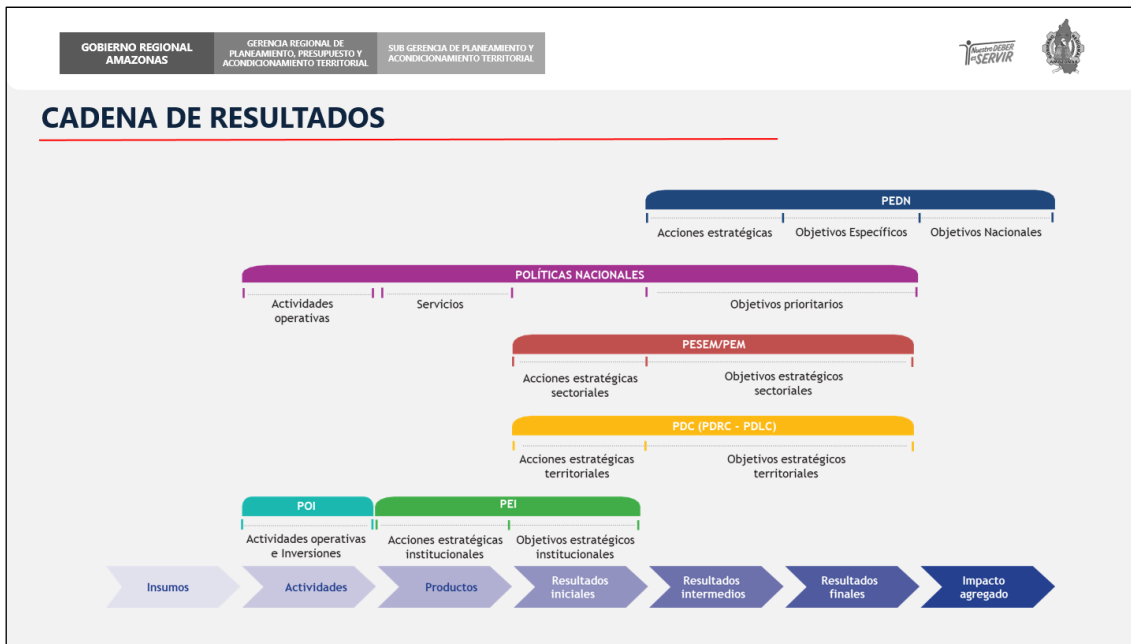 GOBIERNO REGIONAL
AMAZONAS
GERENCIA REGIONAL DE
PLANEAMIENTO, PRESUPUESTO Y
ACONDICIONAMIENTO TERRITORIAL
SUB GERENCIA DE PLANEAMIENTO Y
ACONDICIONAMIENTO TERRITORIAL
Nuestro DEBER
es SERVIR
CADENA DE RESULTADOS
PEDN
Acciones estratégicas
Objetivos Específicos
Objetivos Nacionales
POLÍTICAS NACIONALES
Actividades
operativas
Servicios
Objetivos prioritarios
PESEM/PEM
Acciones estratégicas
sectoriales
Objetivos estratégicos
sectoriales
PDC (PDRC - PDLC)
Acciones estratégicas
territoriales
Objetivos estratégicos
territoriales
POI
PEI
Actividades operativas
e Inversiones
Acciones estratégicas
institucionales
Objetivos estratégicos
institucionales
Insumos
Actividades
Productos
Resultados
iniciales
Resultados
intermedios
Resultados
finales
Impacto
agregado